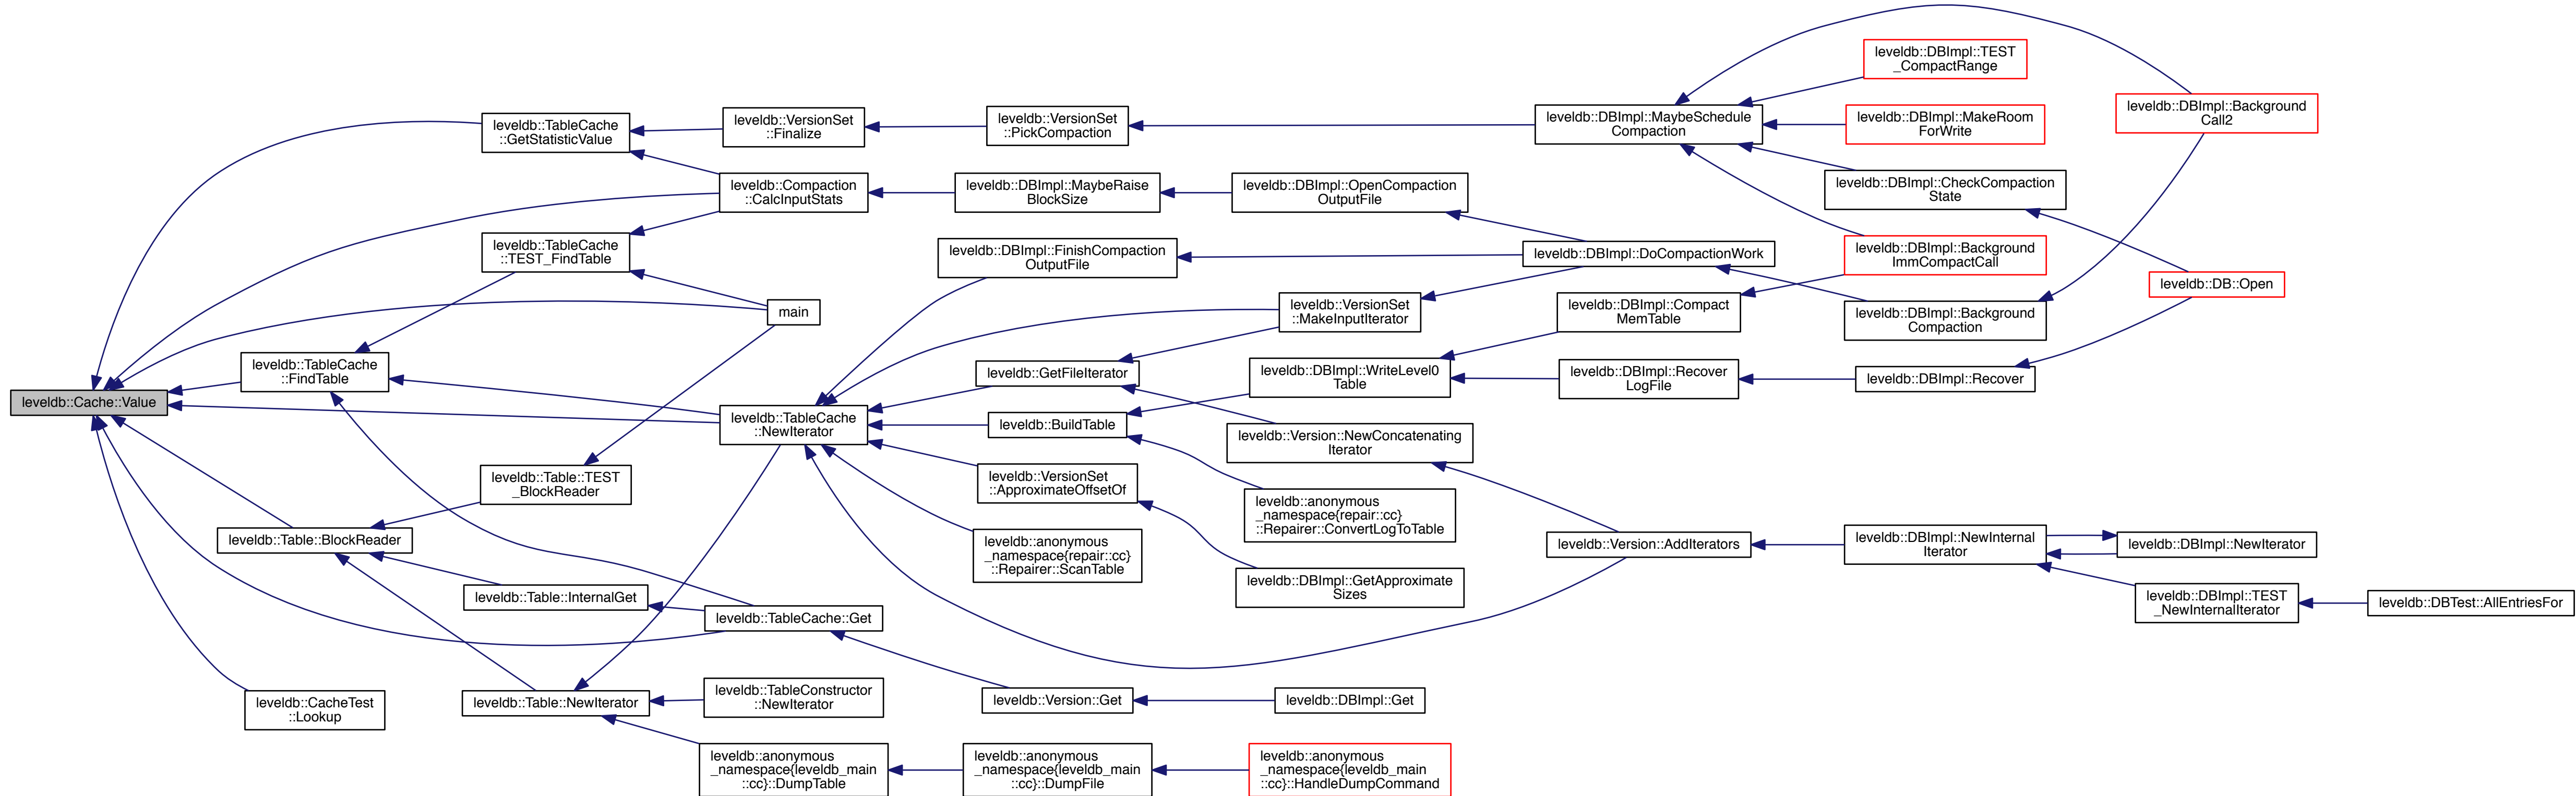 leveldb::Cache::Value
leveldb::TableCache
::GetStatisticValue
leveldb::VersionSet
::Finalize
leveldb::VersionSet
::PickCompaction
leveldb::DBImpl::MaybeSchedule
Compaction
leveldb::DBImpl::TEST
_CompactRange
leveldb::DBImpl::MakeRoom
ForWrite
leveldb::DBImpl::Background
Call2
leveldb::DBImpl::CheckCompaction
State
leveldb::Compaction
::CalcInputStats
leveldb::DBImpl::MaybeRaise
BlockSize
leveldb::DBImpl::OpenCompaction
OutputFile
leveldb::TableCache
::TEST_FindTable
leveldb::DBImpl::FinishCompaction
OutputFile
leveldb::DBImpl::DoCompactionWork
leveldb::DBImpl::Background
ImmCompactCall
leveldb::DB::Open
main
leveldb::VersionSet
::MakeInputIterator
leveldb::DBImpl::Compact
MemTable
leveldb::DBImpl::Background
Compaction
leveldb::TableCache
::FindTable
leveldb::GetFileIterator
leveldb::DBImpl::WriteLevel0
Table
leveldb::DBImpl::Recover
LogFile
leveldb::DBImpl::Recover
leveldb::TableCache
::NewIterator
leveldb::BuildTable
leveldb::Version::NewConcatenating
Iterator
leveldb::Table::TEST
_BlockReader
leveldb::VersionSet
::ApproximateOffsetOf
leveldb::anonymous
_namespace{repair::cc}
::Repairer::ConvertLogToTable
leveldb::Table::BlockReader
leveldb::anonymous
_namespace{repair::cc}
::Repairer::ScanTable
leveldb::Version::AddIterators
leveldb::DBImpl::NewInternal
Iterator
leveldb::DBImpl::NewIterator
leveldb::Table::InternalGet
leveldb::DBImpl::GetApproximate
Sizes
leveldb::DBImpl::TEST
_NewInternalIterator
leveldb::DBTest::AllEntriesFor
leveldb::TableCache::Get
leveldb::CacheTest
::Lookup
leveldb::Table::NewIterator
leveldb::TableConstructor
::NewIterator
leveldb::Version::Get
leveldb::DBImpl::Get
leveldb::anonymous
_namespace{leveldb_main
::cc}::DumpTable
leveldb::anonymous
_namespace{leveldb_main
::cc}::DumpFile
leveldb::anonymous
_namespace{leveldb_main
::cc}::HandleDumpCommand